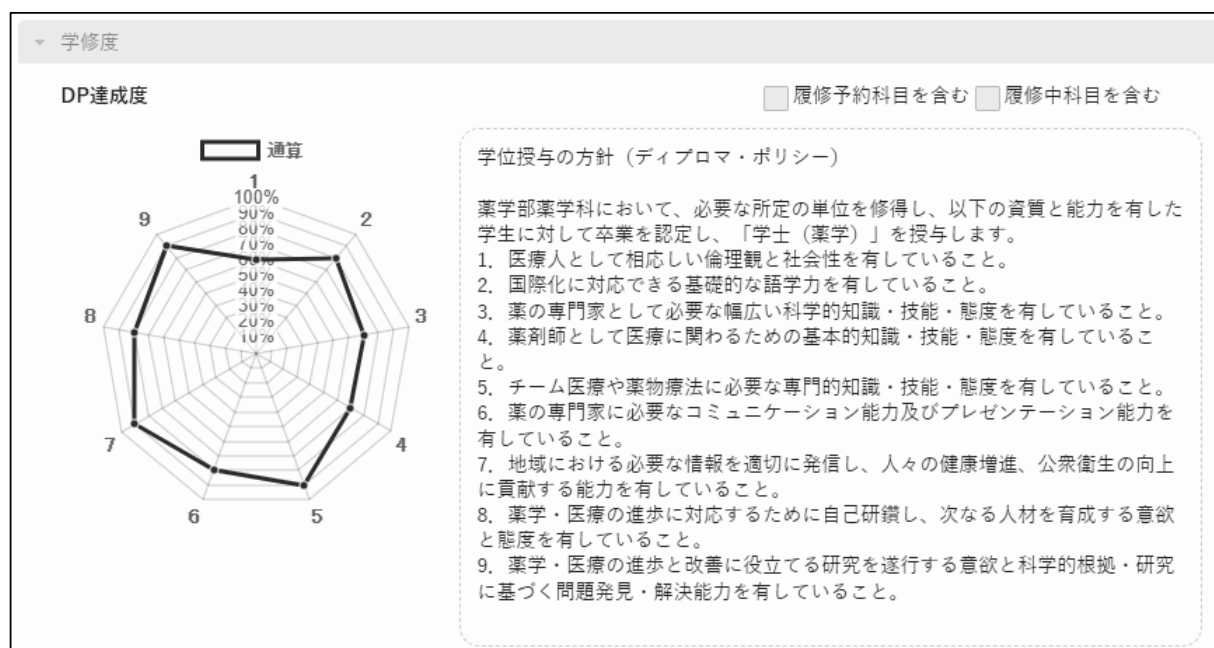 学修度
DP達成度
履修予約科目を含む
履修中科目を含む
通算
1
100%
90%
80%
70%
60%
50%
40%
30%
20%
10%
2
3
4
5
6
7
8
9
学位授与の方針（ディプロマ・ポリシー）
薬学部薬学科において、必要な所定の単位を修得し、以下の資質と能力を有した
学生に対して卒業を認定し、「学士（薬学）」を授与します。
1．医療人として相応しい倫理観と社会性を有していること。
2．国際化に対応できる基礎的な語学力を有していること。
3．薬の専門家として必要な幅広い科学的知識・技能・態度を有していること。
4．薬剤師として医療に関わるための基本的知識・技能・態度を有しているこ
と。
5．チーム医療や薬物療法に必要な専門的知識・技能・態度を有していること。
6．薬の専門家に必要なコミュニケーション能力及びプレゼンテーション能力を
有していること。
7．地域における必要な情報を適切に発信し、人々の健康増進、公衆衛生の向上
に貢献する能力を有していること。
8．薬学・医療の進歩に対応するために自己研鑽し、次なる人材を育成する意欲
と態度を有していること。
9．薬学・医療の進歩と改善に役立てる研究を遂行する意欲と科学的根拠・研究
に基づく問題発見・解決能力を有していること。